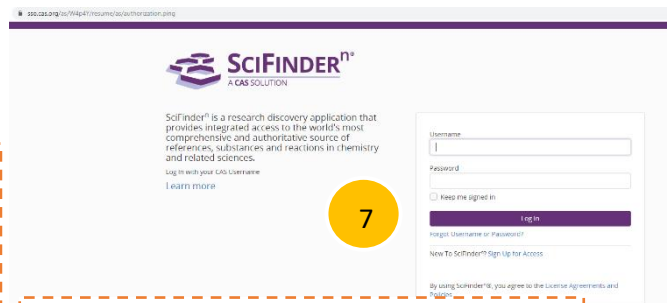 sso.cas.org/as/W4p4Y/resume/as/authorization.ping
SCIFINDERⁿ®
A CAS SOLUTION
SciFinderⁿ is a research discovery application that
provides integrated access to the world's most
comprehensive and authoritative source of
references, substances and reactions in chemistry
and related sciences.
Log in with your CAS Username
Learn more
7
Username
Password
Keep me signed in
Log In
Forgot Username or Password?
New To SciFinderⁿ? Sign Up for Access
By using SciFinderⁿ®, you agree to the License Agreements and
Policies